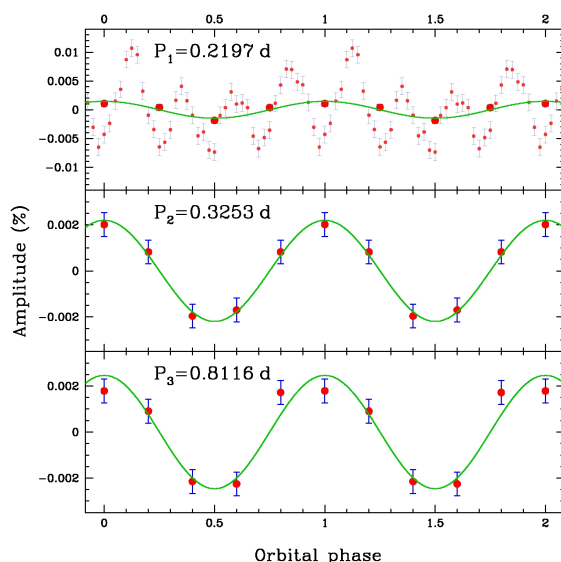 0 0.5 1 1.5 2
P1=0.2197 d
0.01
0.005
0
-0.005
-0.01
P2=0.3253 d
0.002
0
-0.002
P3=0.8116 d
0.002
0
-0.002
Amplitude (%)
0 0.5 1 1.5 2
Orbital phase